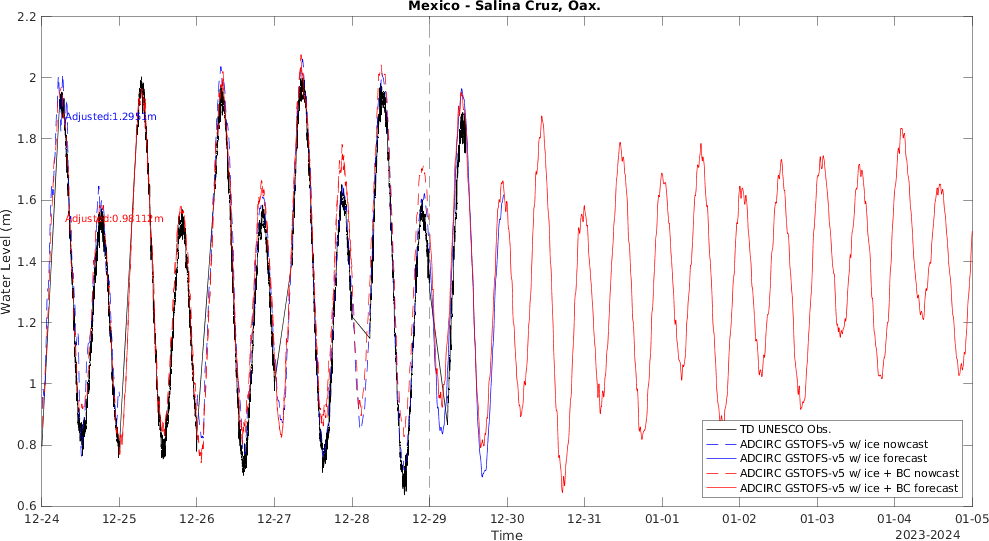 Mexico - Salina Cruz, Oax.
2.2
2
1.8
1.6
1.4
1.2
1
0.8
0.6
Water Level (m)
Adjusted:1.2951m
Adjusted:0.98112m
TD UNESCO Obs.
ADCIRC GSTOFS-v5 w/ ice nowcast
ADCIRC GSTOFS-v5 w/ ice forecast
ADCIRC GSTOFS-v5 w/ ice + BC nowcast
ADCIRC GSTOFS-v5 w/ ice + BC forecast
12-24 12-25 12-26 12-27 12-28 12-29 12-30 12-31 01-01 01-02 01-03 01-04 01-05
Time
2023-2024